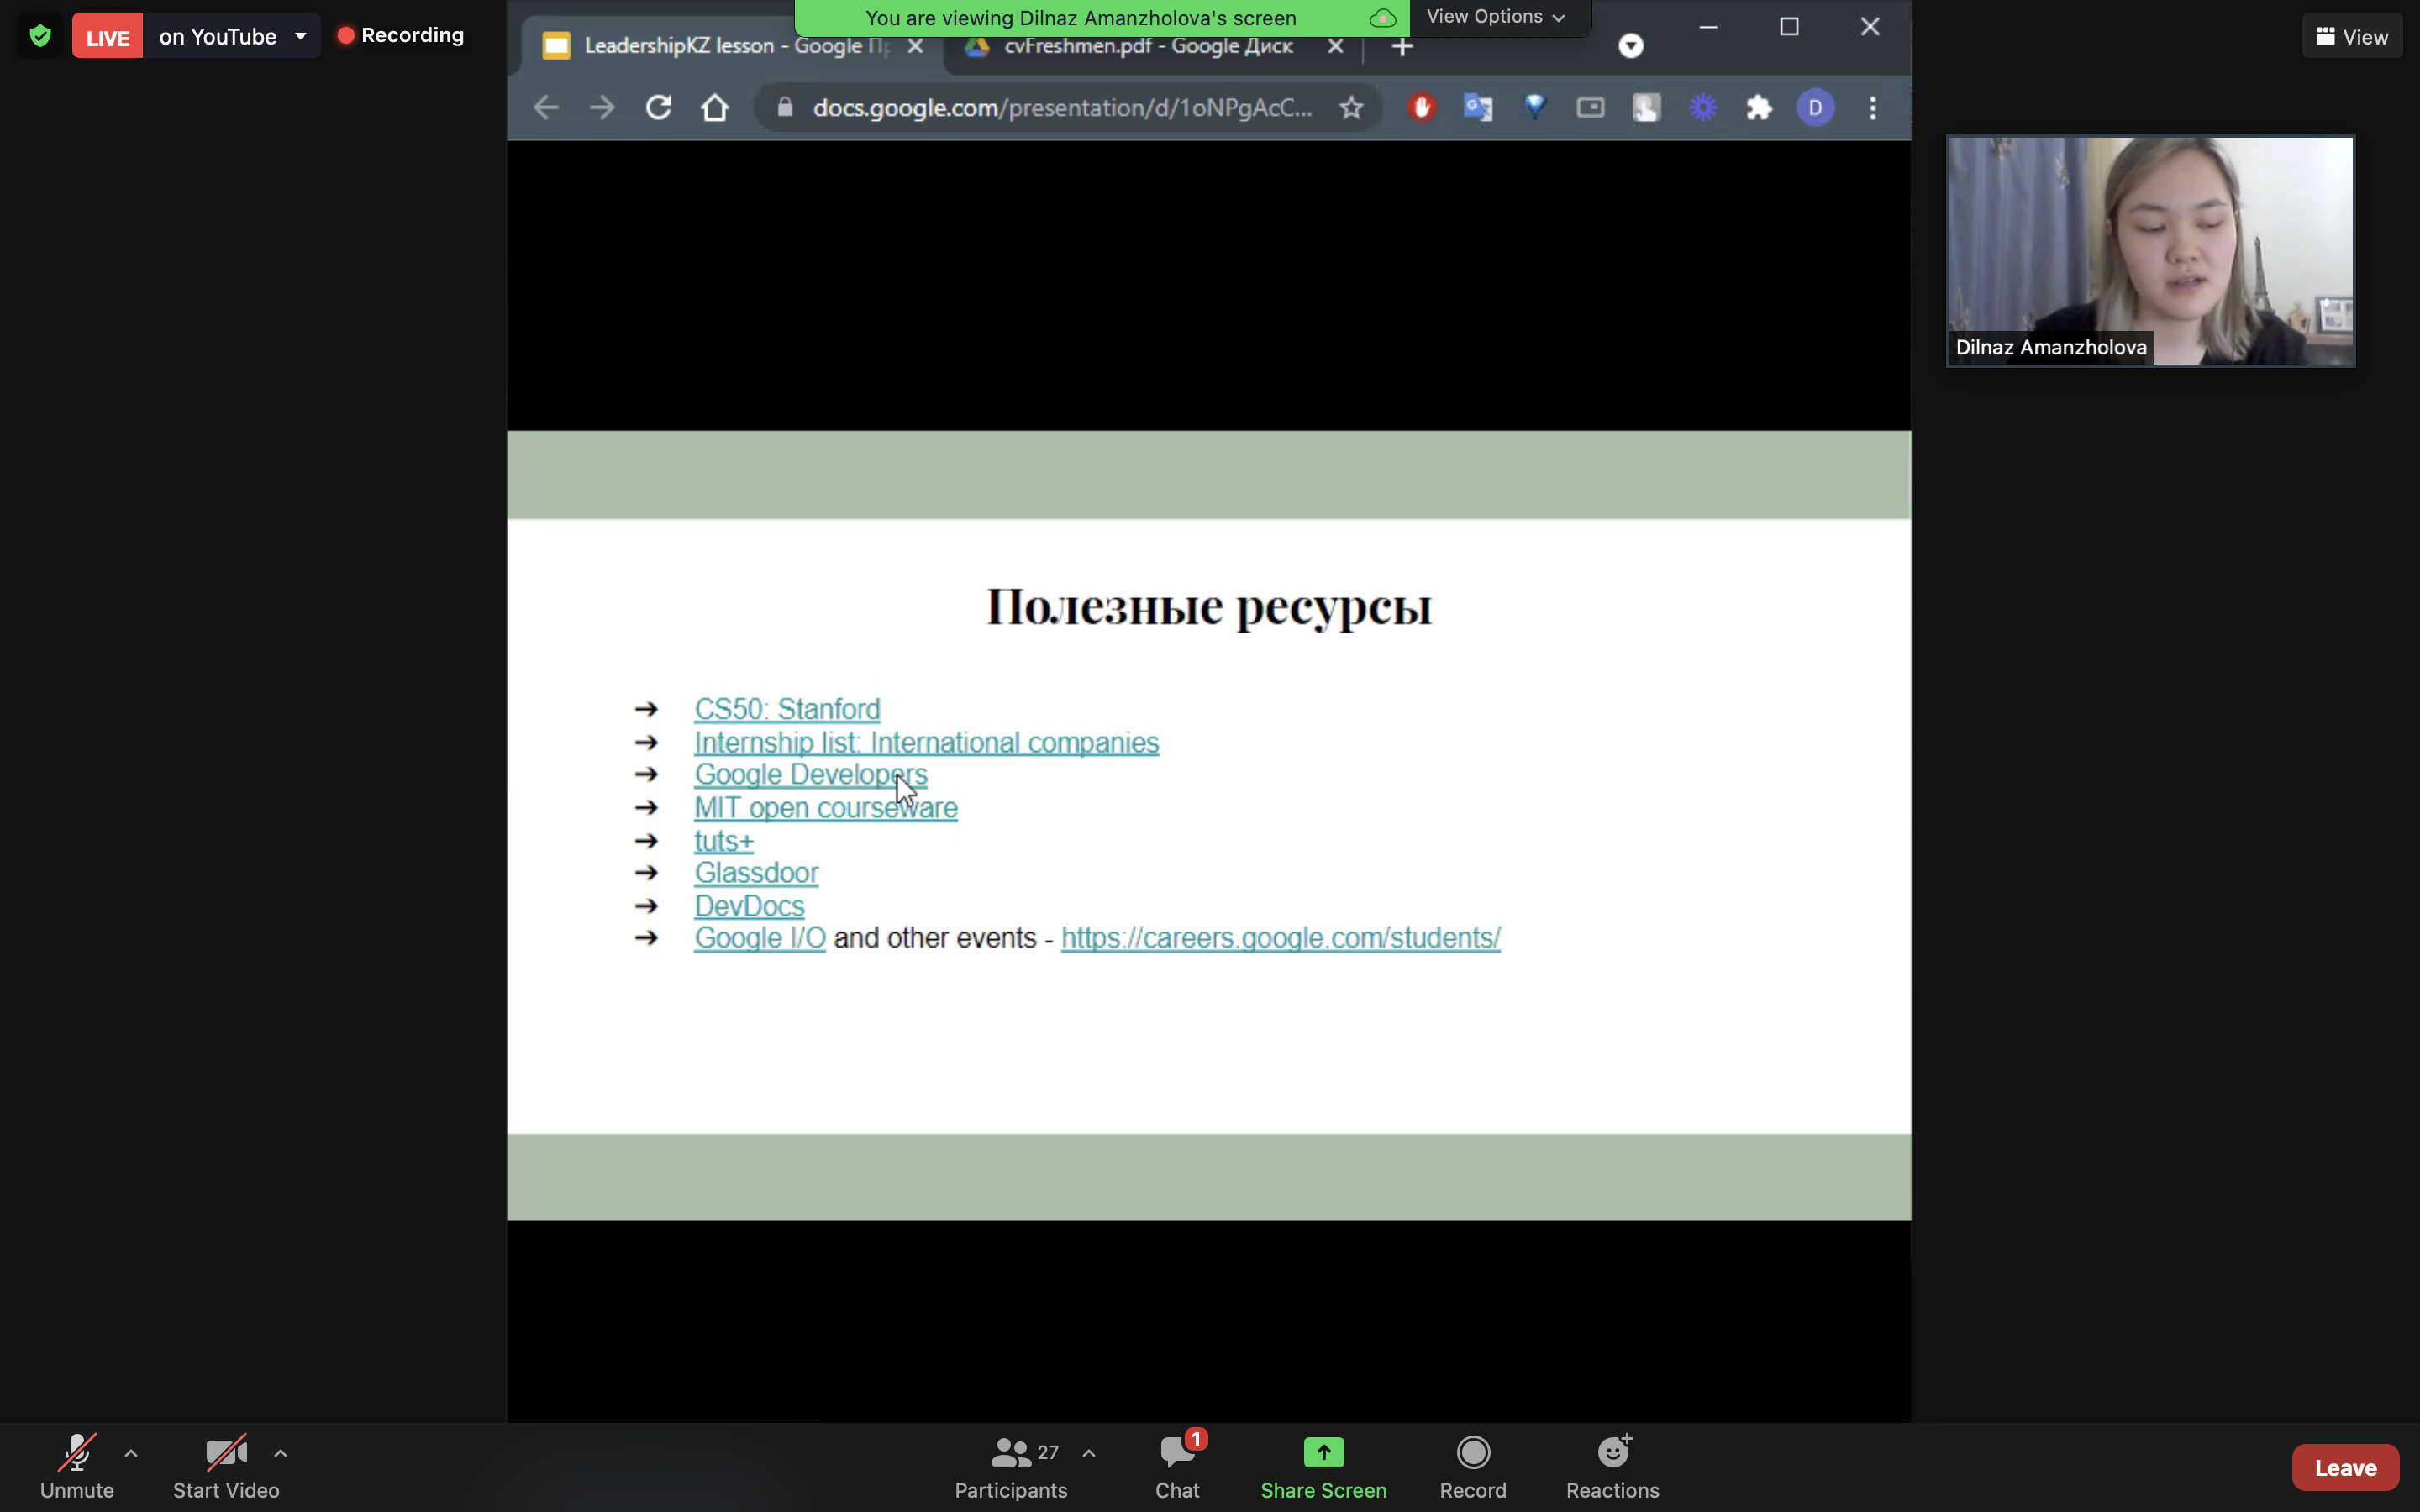 LIVE on YouTube
Recording
You are viewing Dilnaz Amanzholova's screen
View Options
View
LeadershipKZ lesson - Google Пр
cvFreshmen.pdf - Google Диск
docs.google.com/presentation/d/1oNPgAcC...
D
Dilnaz Amanzholova
Полезные ресурсы
➔ CS50: Stanford
➔ Internship list: International companies
➔ Google Developers
➔ MIT open courseware
➔ tuts+
➔ Glassdoor
➔ DevDocs
➔ Google I/O and other events - https://careers.google.com/students/
27
1
Unmute
Start Video
Participants
Chat
Share Screen
Record
Reactions
Leave